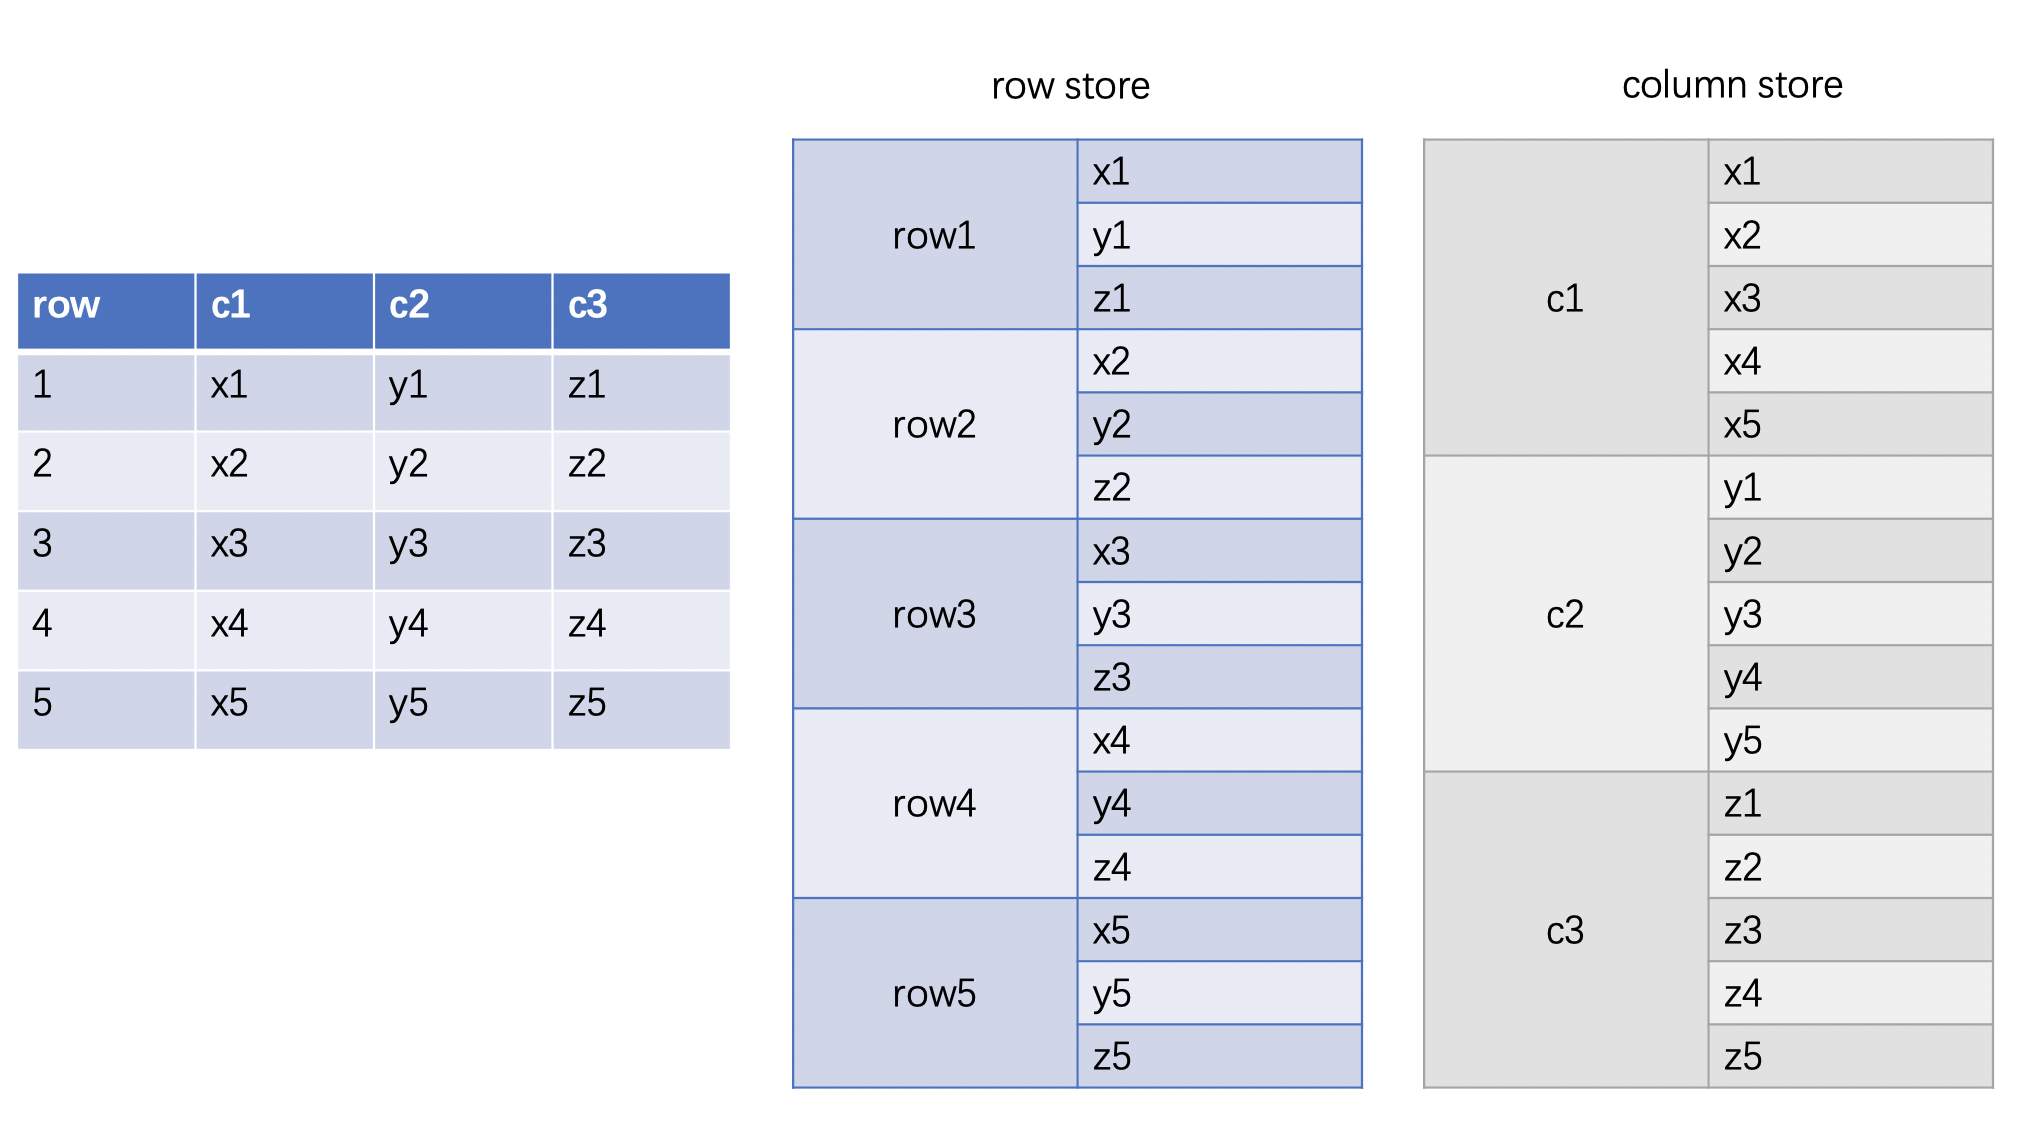 row c1 c2 c3
1 x1 y1 z1
2 x2 y2 z2
3 x3 y3 z3
4 x4 y4 z4
5 x5 y5 z5
row store
row1
x1
y1
z1
row2
x2
y2
z2
row3
x3
y3
z3
row4
x4
y4
z4
row5
x5
y5
z5
column store
c1
x1
x2
x3
x4
x5
c2
y1
y2
y3
y4
y5
c3
z1
z2
z3
z4
z5